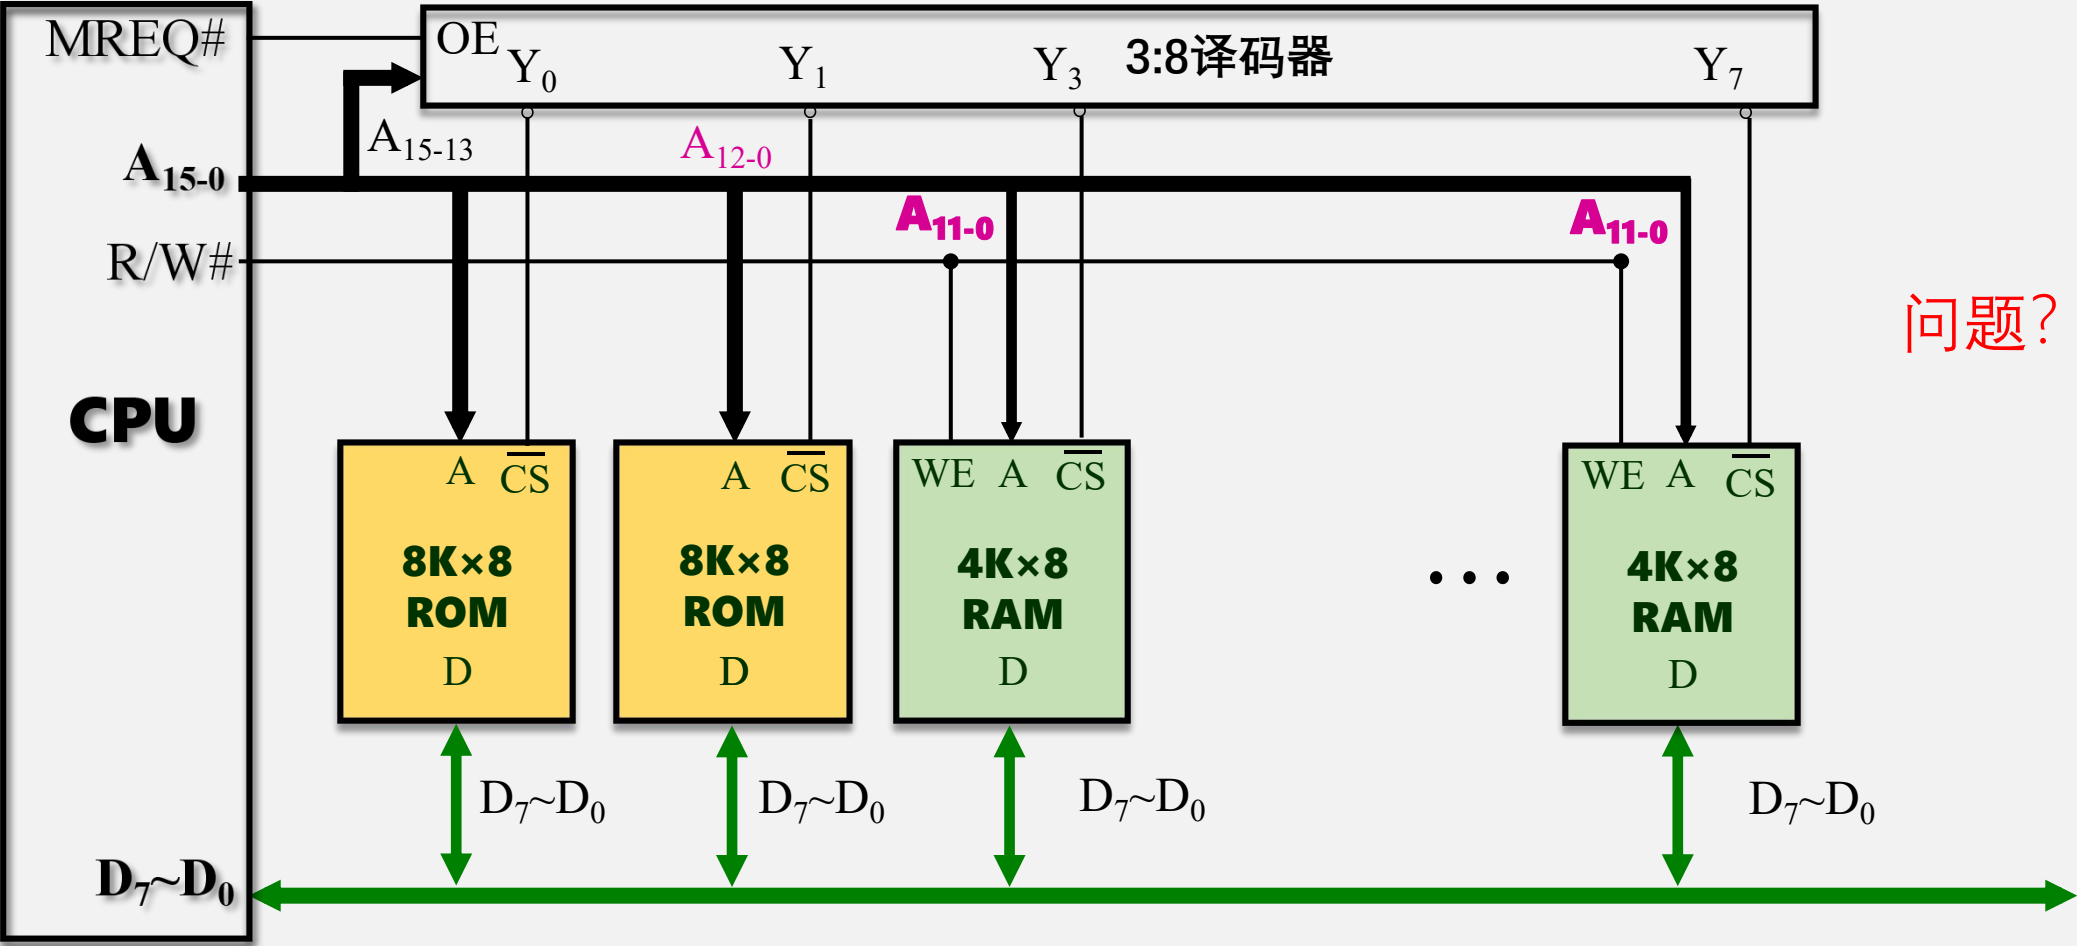 MREQ#
OE
Y0
Y1
Y3
3:8译码器
Y7
A15-13
A12-0
A15-0
A11-0
A11-0
R/W#
问题?
CPU
A
CS
A
CS
WE A CS
WE A CS
8K×8
ROM
8K×8
ROM
4K×8
RAM
...
4K×8
RAM
D
D
D
D
D7~D0
D7~D0
D7~D0
D7~D0
D7~D0